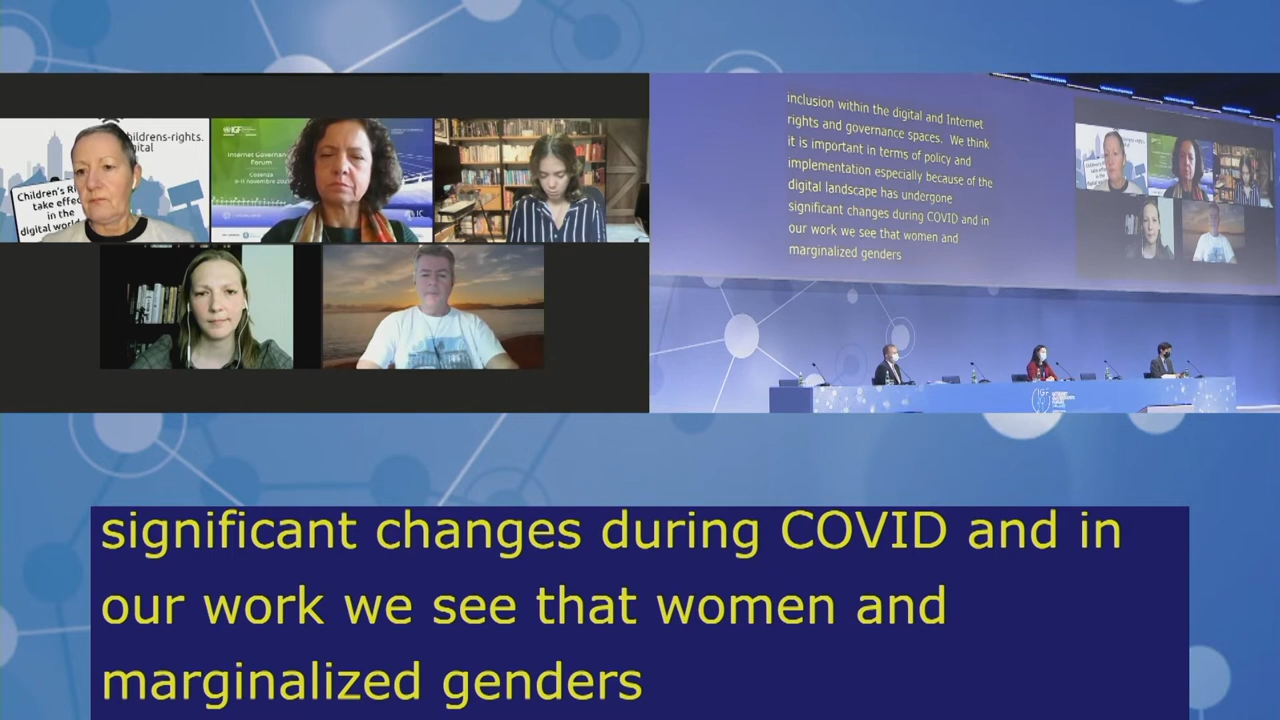 childrens-rights.
digital
Children's Ri
take effec
in the
digital world
IGF
Internet Governan
Forum
Cosenza
inclusion within the digital and Internet
rights and governance spaces. We think
it is important in terms of policy and
implementation especially because of the
digital landscape has undergone
significant changes during COVID and in
our work we see that women and
marginalized genders
IGF
significant changes during COVID and in
our work we see that women and
marginalized genders